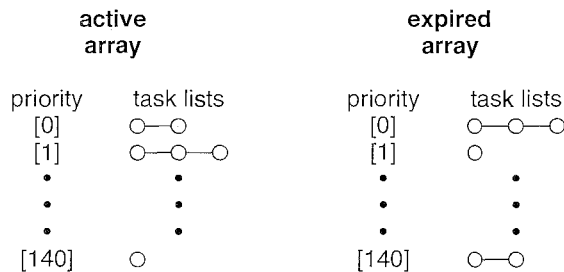 active array
expired array
priority task lists
[0]
[1]
[140]
priority task lists
[0]
[1]
[140]